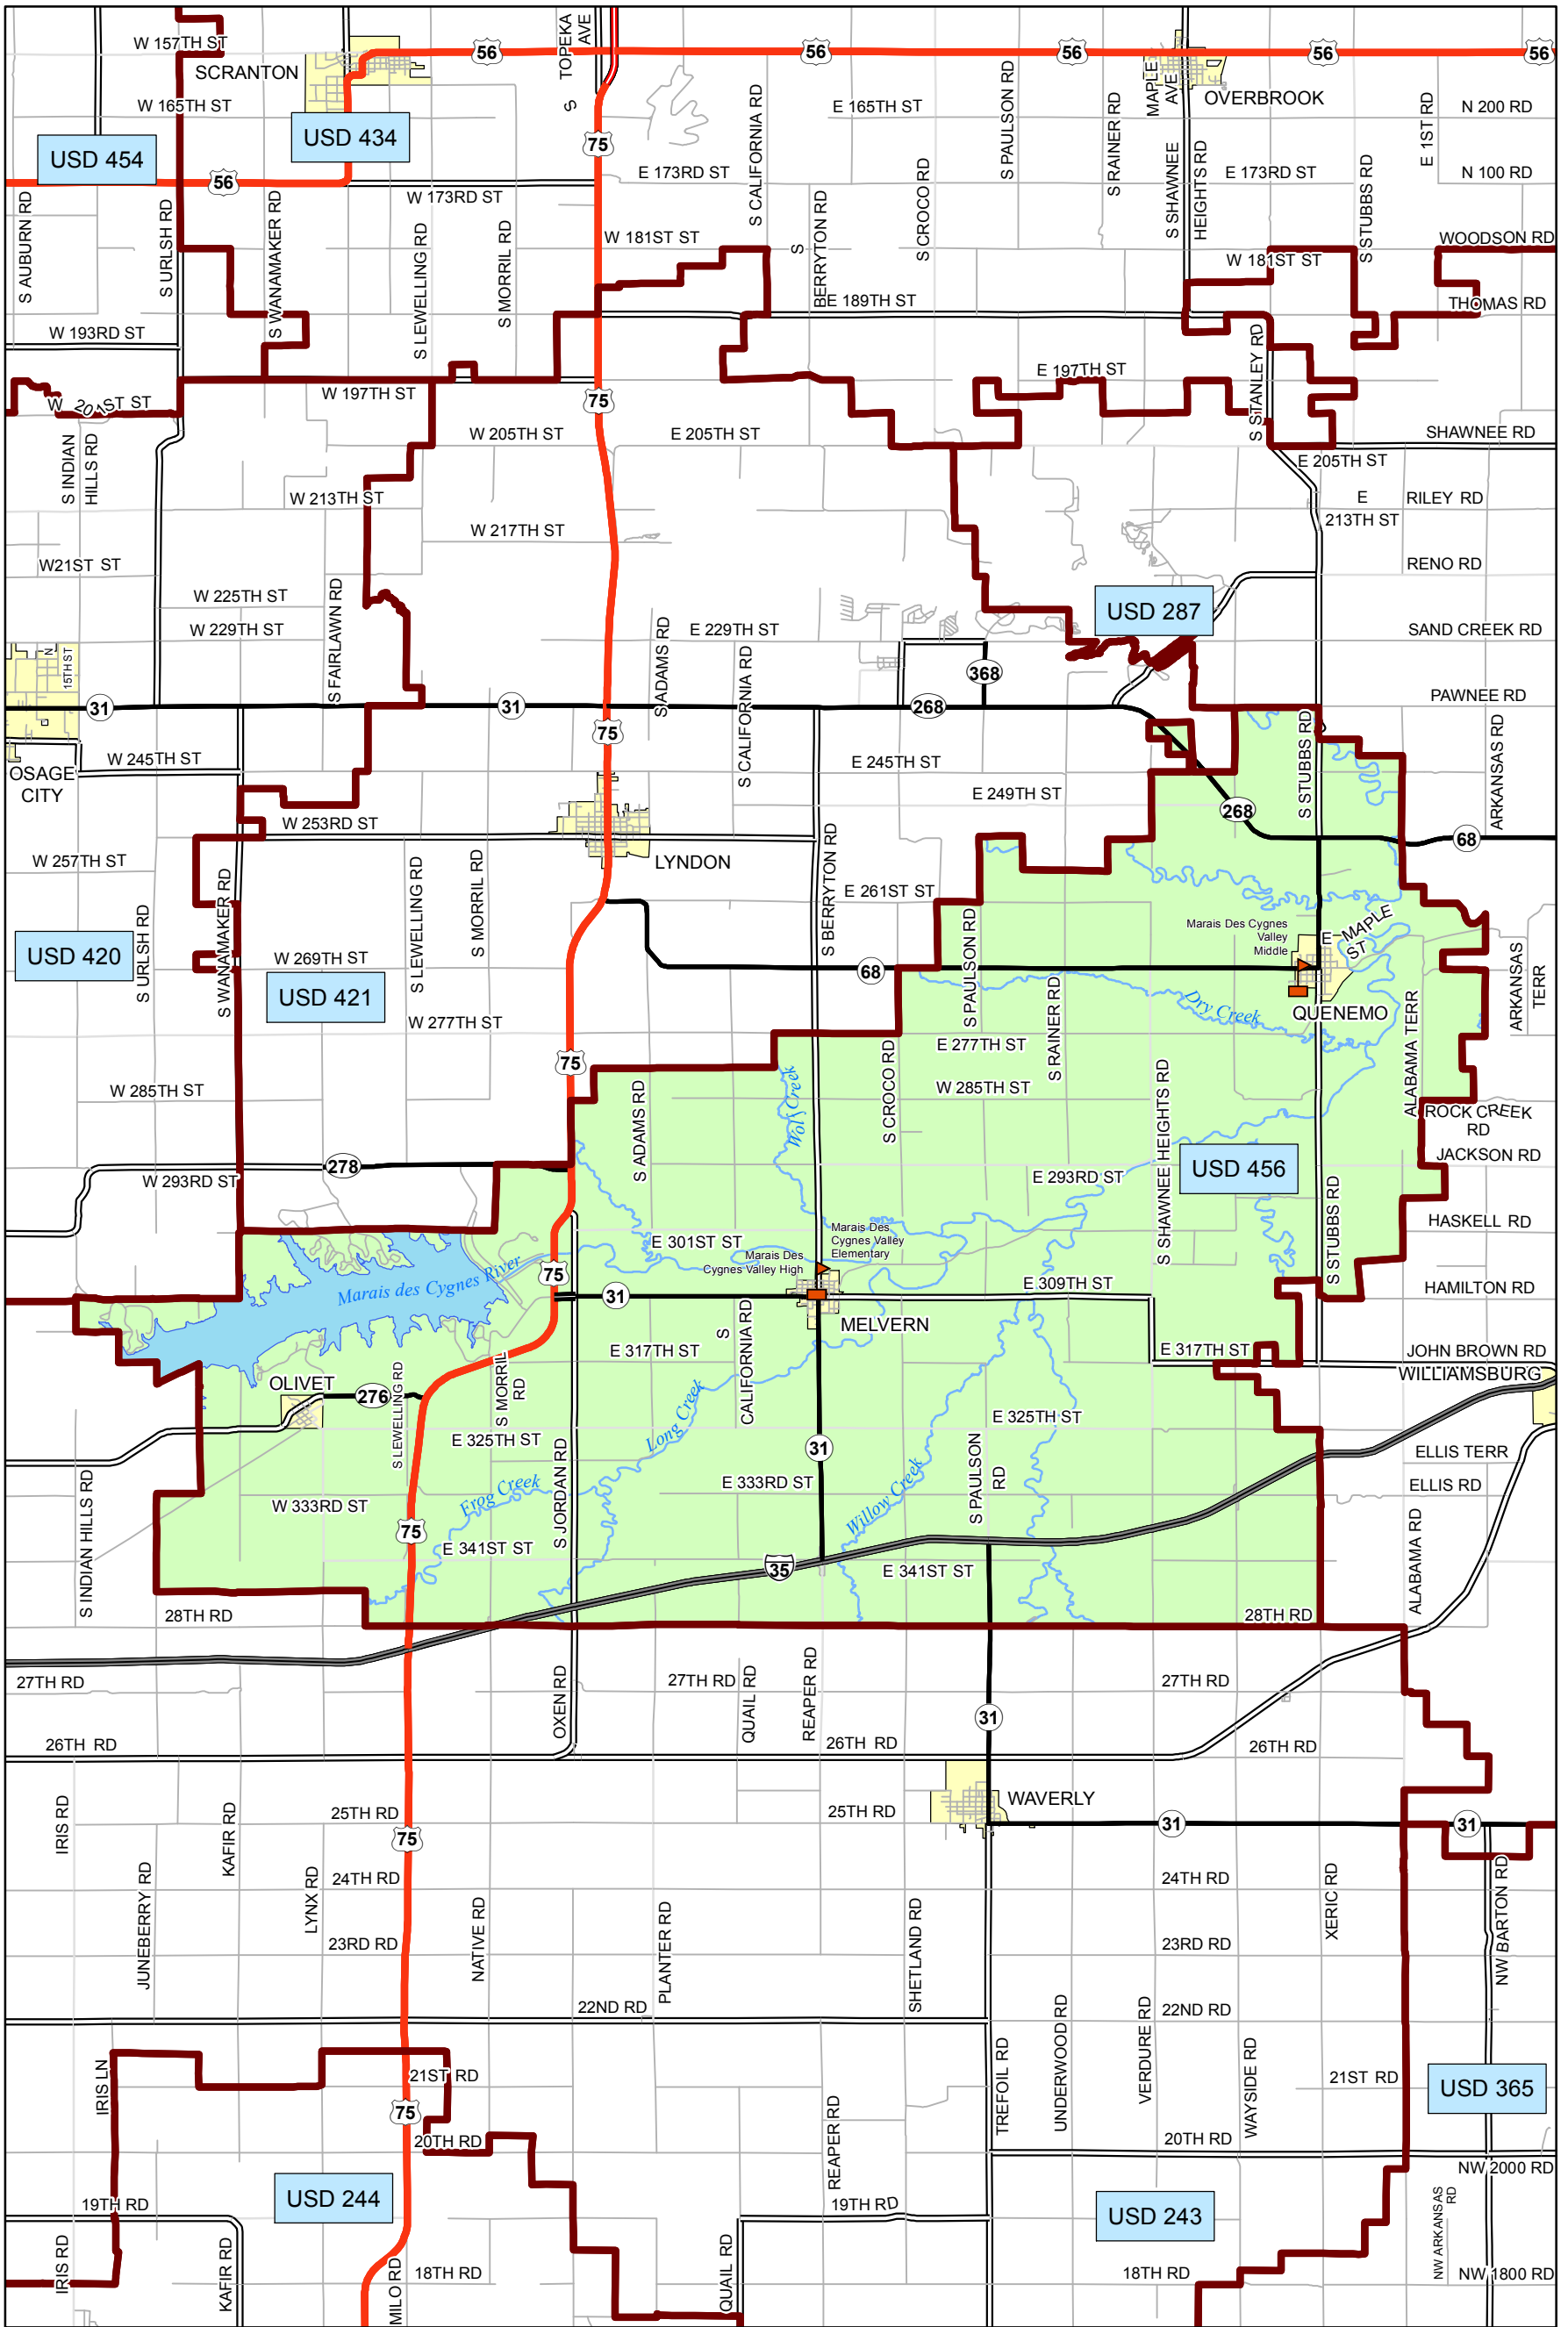 W 157TH ST
SCRANTON
56
TOPEKA
AVE
S
56
56
MAPLE
AVE
56
56
W 165TH ST
E 165TH ST
OVERBROOK
N 200 RD
USD 454
USD 434
75
S CALIFORNIA RD
S PAULSON RD
S RAINER RD
E 1ST RD
56
W 173RD ST
E 173RD ST
S CROCO RD
S SHAWNEE
HEIGHTS RD
E 173RD ST
S STUBBS RD
N 100 RD
S AUBURN RD
S URLSH RD
S WANAMAKER RD
S LEWELLING RD
S MORRIL RD
W 181ST ST
S
BERRYTON RD
W 181ST ST
WOODSON RD
W 193RD ST
BE 189TH ST
THOMAS RD
W 201ST ST
W 197TH ST
75
E 197TH ST
S STANLEY RD
S INDIAN
HILLS RD
W 205TH ST
E 205TH ST
SHAWNEE RD
E 205TH ST
W 213TH ST
E
213TH ST
RILEY RD
W 217TH ST
W21ST ST
RENO RD
W 225TH ST
S FAIRLAWN RD
W 229TH ST
S ADAMS RD
E 229TH ST
USD 287
SAND CREEK RD
N
15TH ST
S CALIFORNIA RD
368
31
31
268
PAWNEE RD
75
S STUBBS RD
ARKANSAS RD
OSAGE
CITY
W 245TH ST
E 245TH ST
E 249TH ST
268
W 253RD ST
68
W 257TH ST
LYNDON
S BERRYTON RD
S WANAMAKER RD
S LEWELLING RD
S MORRIL RD
E 261ST ST
S URLSH RD
S PAULSON RD
Marais Des Cygnes
Valley
Middle
E MAPLE
ST
USD 420
W 269TH ST
68
ARKANSAS
TERR
USD 421
S RAINER RD
Dry Creek
QUENEMO
ALABAMA TERR
W 277TH ST
S CROCO RD
E 277TH ST
75
S ADAMS RD
Wolf Creek
S SHAWNEE HEIGHTS RD
W 285TH ST
W 285TH ST
ROCK CREEK
RD
278
W 293RD ST
E 293RD ST
USD 456
JACKSON RD
S STUBBS RD
HASKELL RD
E 301ST ST
Marais Des
Cygnes Valley
Elementary
Marais Des
Cygnes Valley High
75
Marais des Cygnes River
31
E 309TH ST
HAMILTON RD
S
CALIFORNIA RD
MELVERN
E 317TH ST
E 317TH ST
JOHN BROWN RD
WILLIAMSBURG
OLIVET
276
S LEWELLING RD
S MORRIL
RD
Long Creek
E 325TH ST
E 325TH ST
S JORDAN RD
31
S PAULSON
RD
ELLIS TERR
S INDIAN HILLS RD
E 333RD ST
ELLIS RD
W 333RD ST
Frog Creek
Willow Creek
75
E 341ST ST
35
E 341ST ST
ALABAMA RD
28TH RD
28TH RD
27TH RD
OXEN RD
27TH RD
QUAIL RD
REAPER RD
27TH RD
31
26TH RD
26TH RD
26TH RD
IRIS RD
WAVERLY
KAFIR RD
25TH RD
25TH RD
75
31
31
JUNEBERRY RD
LYNX RD
24TH RD
NATIVE RD
PLANTER RD
SHETLAND RD
24TH RD
XERIC RD
NW BARTON RD
23RD RD
23RD RD
22ND RD
22ND RD
IRIS LN
TREFOIL RD
UNDERWOOD RD
VERDURE RD
WAYSIDE RD
21ST RD
21ST RD
USD 365
75
REAPER RD
20TH RD
20TH RD
NW 2000 RD
USD 244
19TH RD
19TH RD
USD 243
NW ARKANSAS
RD
IRIS RD
KAFIR RD
MILO RD
18TH RD
QUAIL RD
18TH RD
NW 1800 RD